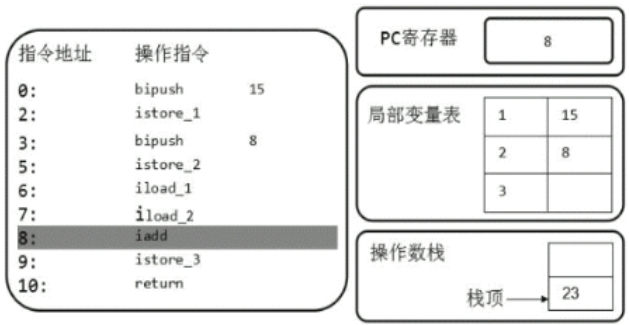 指令地址 操作指令
0: bipush 15
2: istore_1
3: bipush 8
5: istore_2
6: iload_1
7: iload_2
8: iadd
9: istore_3
10: return
PC寄存器 8
局部变量表
1 15
2 8
3
操作数栈
栈顶 23